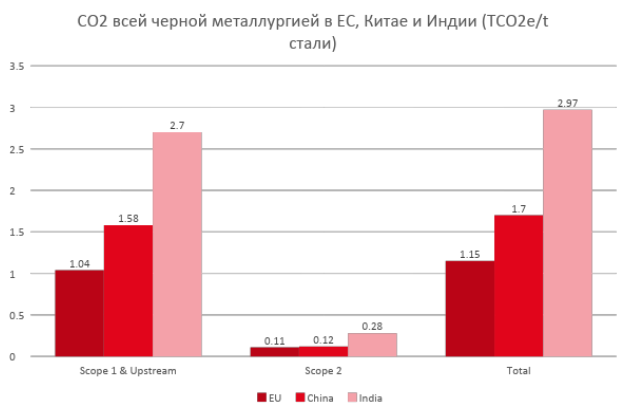 СО2 всей черной металлургией в ЕС, Китае и Индии (TCO2e/t
стали)
3.5
3
2.5
2
1.5
1
0.5
0
1.04
1.58
2.7
0.11
0.12
0.28
1.15
1.7
2.97
Scope 1 & Upstream
Scope 2
Total
EU
China
India